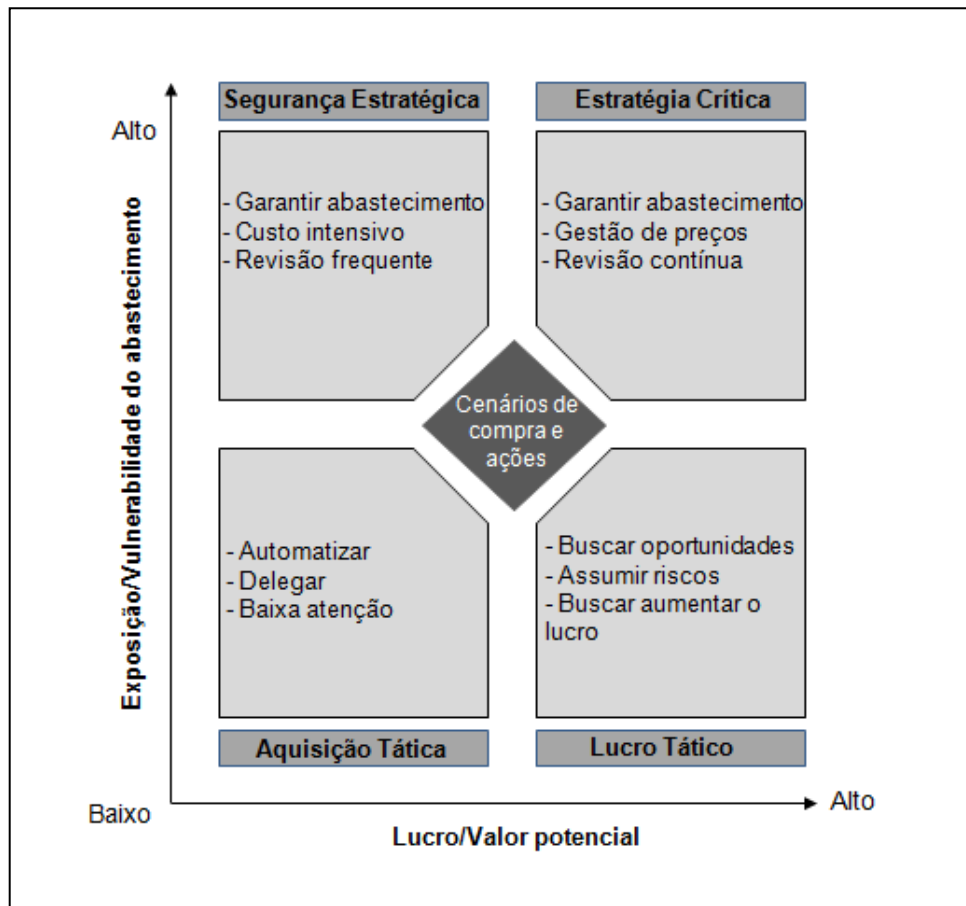 Segurança Estratégica
Estratégia Crítica
Alto
- Garantir abastecimento
- Custo intensivo
- Revisão frequente
- Garantir abastecimento
- Gestão de preços
- Revisão contínua
Exposição/Vulnerabilidade do abastecimento
Cenários de
compra e
ações
- Automatizar
- Delegar
- Baixa atenção
- Buscar oportunidades
- Assumir riscos
- Buscar aumentar o
lucro
Aquisição Tática
Lucro Tático
Baixo
Alto
Lucro/Valor potencial